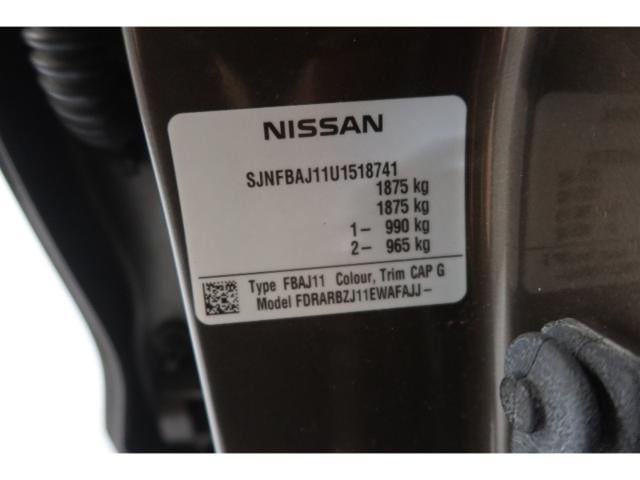 NISSAN
SJNFBAJ11U1518741
1875 kg
1875 kg
1- 990 kg
2- 965 kg
Type FBAJ11 Colour, Trim CAP G
Model FDRARBZJ11EWAFAJJ-